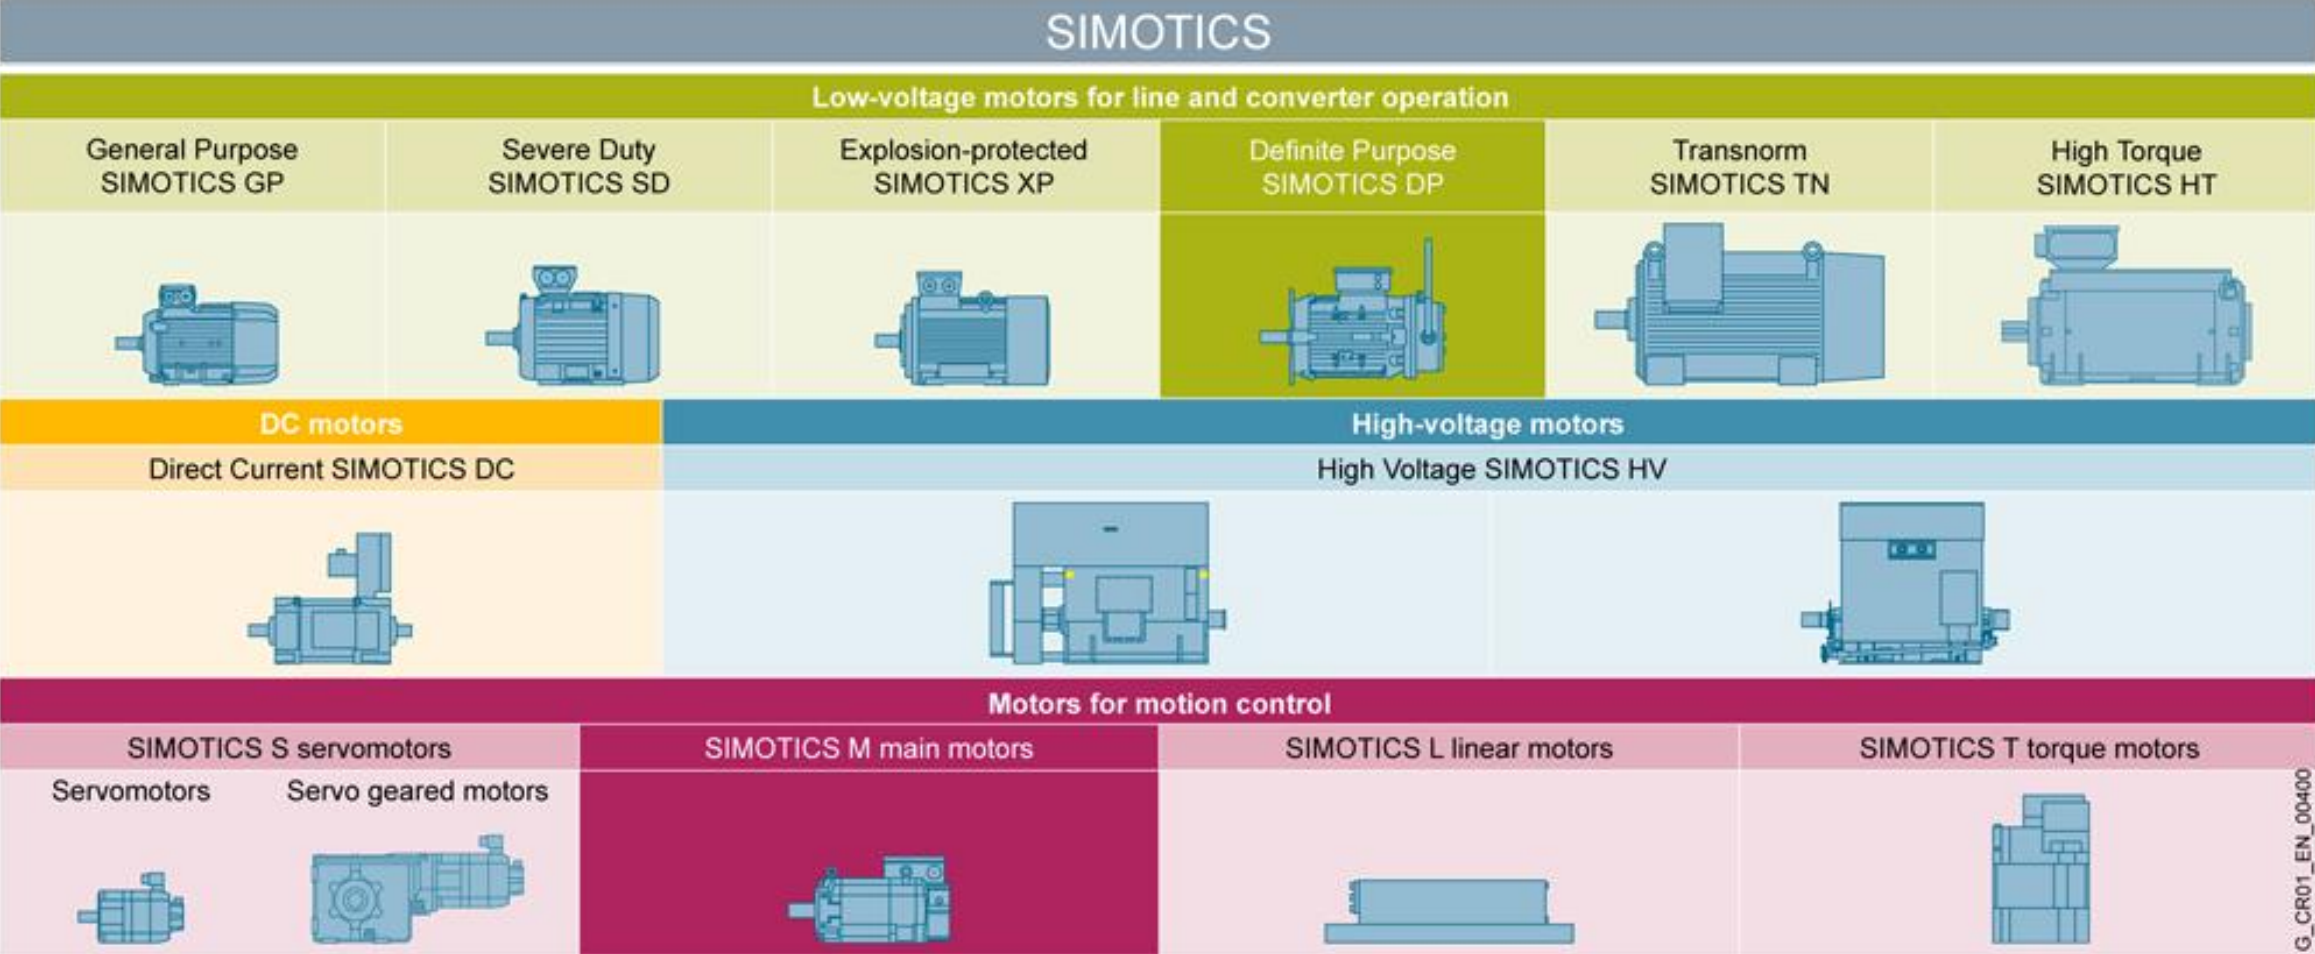 SIMOTICS
Low-voltage motors for line and converter operation
General Purpose
SIMOTICS GP
Severe Duty
SIMOTICS SD
Explosion-protected
SIMOTICS XP
Definite Purpose
SIMOTICS DP
Transnorm
SIMOTICS TN
High Torque
SIMOTICS HT
DC motors
High-voltage motors
Direct Current SIMOTICS DC
High Voltage SIMOTICS HV
Motors for motion control
SIMOTICS S servomotors
SIMOTICS M main motors
SIMOTICS L linear motors
SIMOTICS T torque motors
Servomotors
Servo geared motors
G_CR01_EN_00400